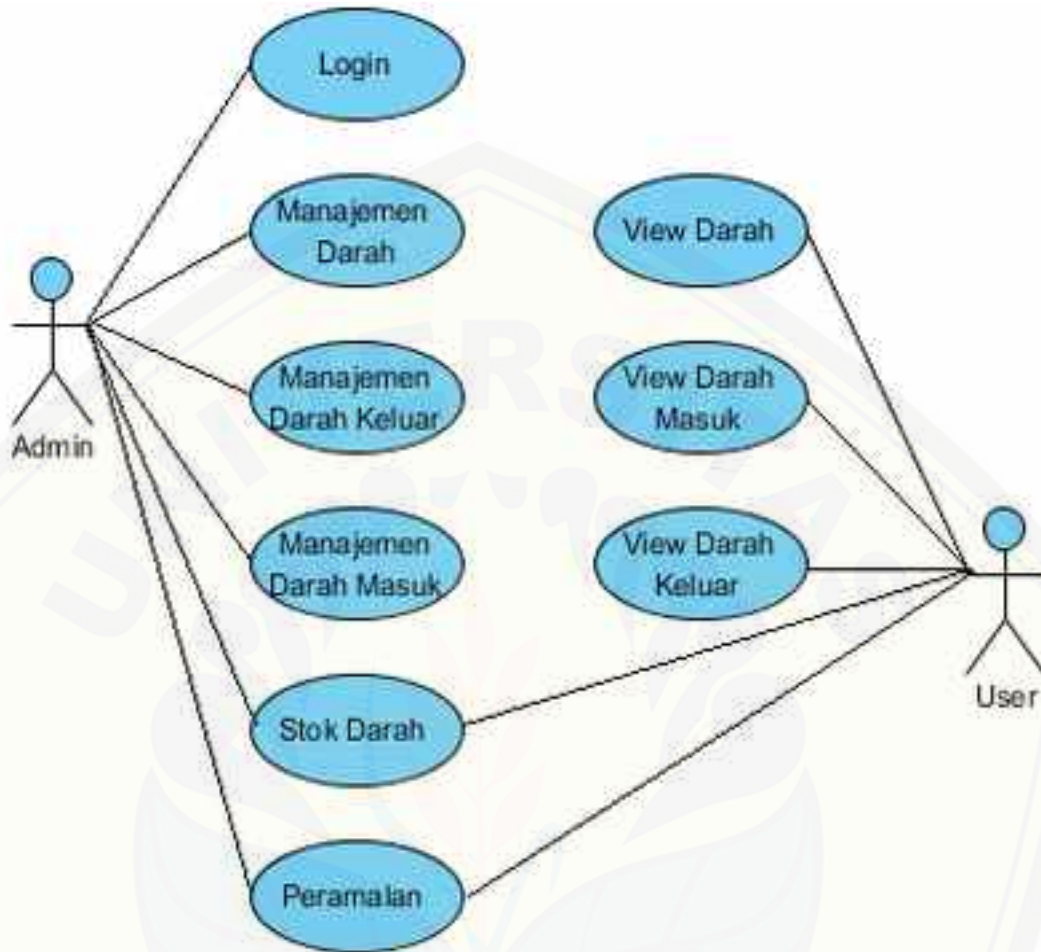 Login
Manajemen
Darah
View Darah
Manajemen
Darah Keluar
View Darah
Masuk
Admin
Manajemen
Darah Masuk
View Darah
Keluar
User
Stok Darah
Peramalan